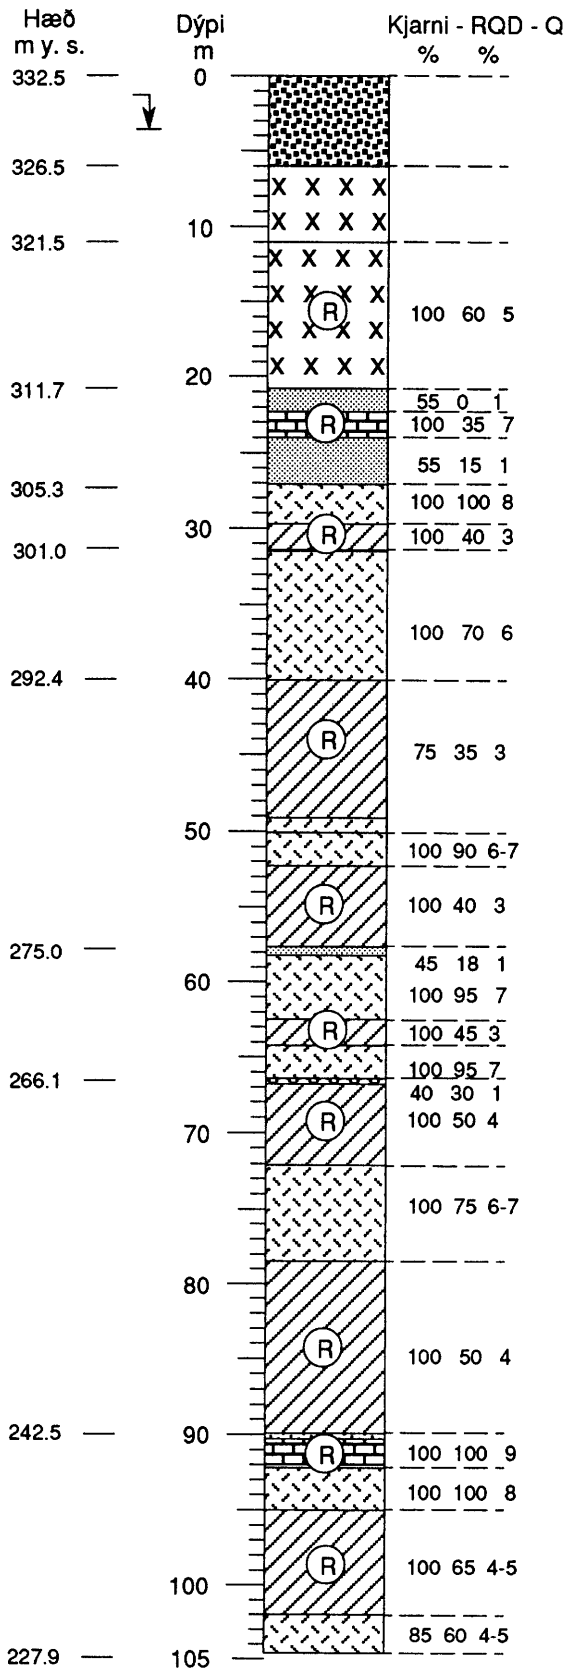 Hæð Dýpi Kjarni - RQD - Q
m y. s. m % %
332.5 0
326.5
X X X X
10 X X X X
321.5
X X X X
X X X
R 100 60 5
X X X
X X X X
20
311.7
55 0 1
R 100 35 7
55 15 1
305.3
100 100 8
30 R 100 40 3
301.0
100 70 6
292.4 40
R 75 35 3
50
100 90 6-7
R 100 40 3
275.0
45 18 1
60 100 95 7
R 100 45 3
100 95 7
266.1
40 30 1
70 R 100 50 4
100 75 6-7
80
R 100 50 4
242.5 90
R 100 100 9
100 100 8
R 100 65 4-5
100
85 60 4-5
227.9 105